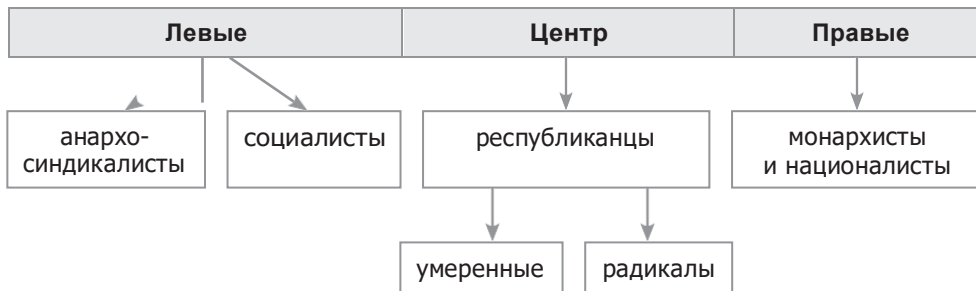 Левые
Центр
Правые
анархо-
синдикалисты
социалисты
республиканцы
монархисты
и националисты
умеренные
радикалы